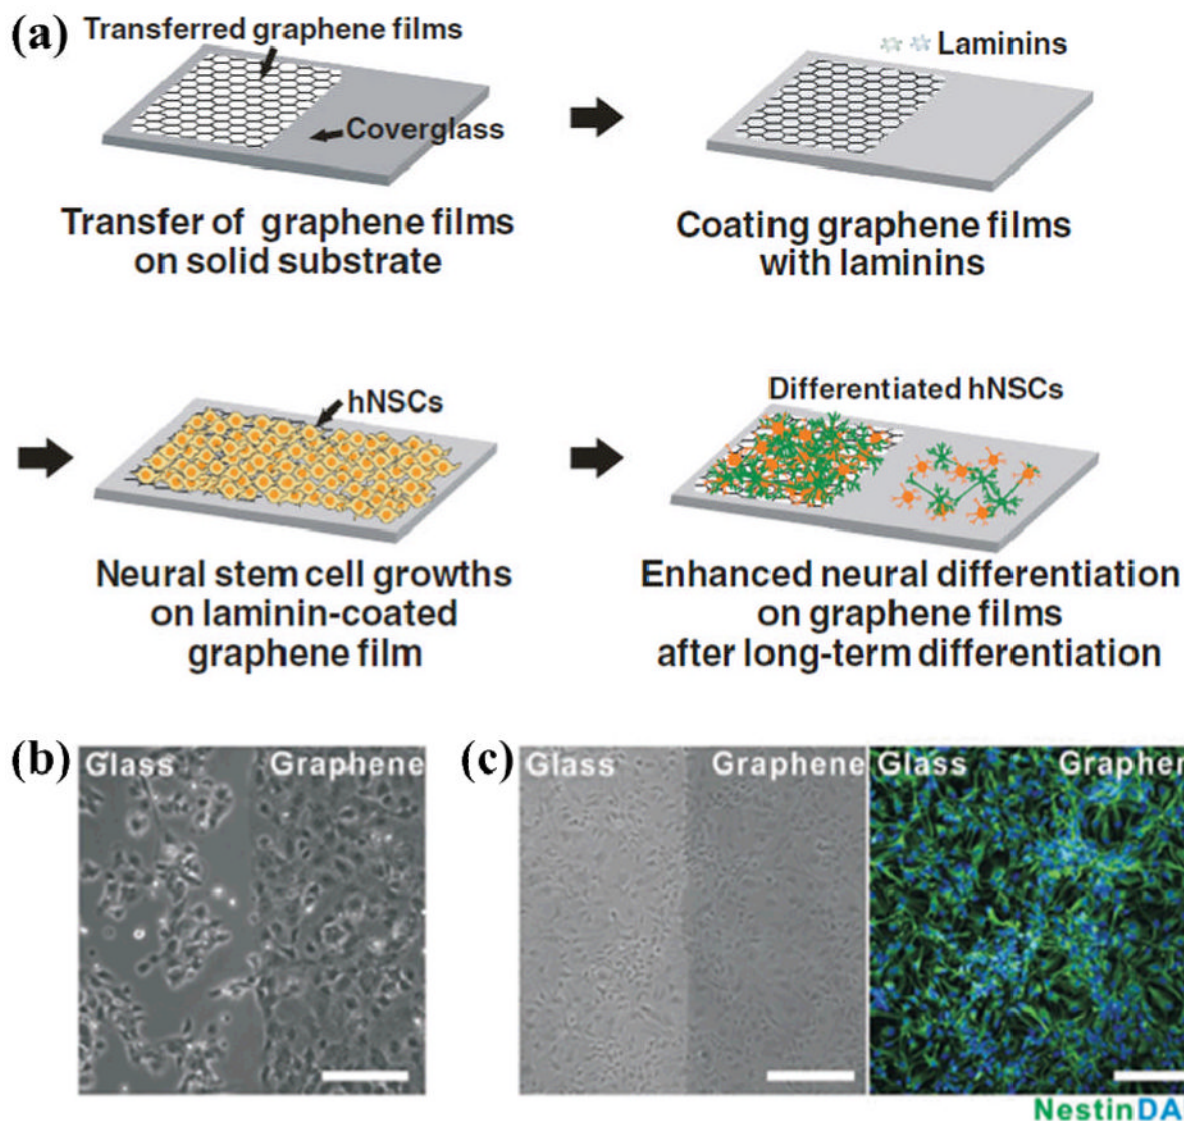 (a) Transferred graphene films
Coverglass
Laminins
Transfer of graphene films
on solid substrate
Coating graphene films
with laminins
hNSCs
Differentiated hNSCs
Neural stem cell growths
on laminin-coated
graphene film
Enhanced neural differentiation
on graphene films
after long-term differentiation
(b) Glass Graphene
(c) Glass Graphene
Glass Graphen
NestinDA